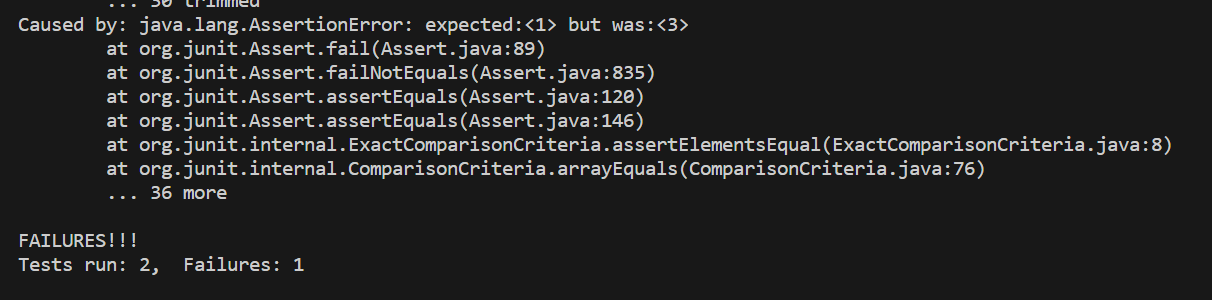 ... 30 trimmed
Caused by: java.lang.AssertionError: expected:<1> but was:<3>
at org.junit.Assert.fail(Assert.java:89)
at org.junit.Assert.failNotEquals(Assert.java:835)
at org.junit.Assert.assertEquals(Assert.java:120)
at org.junit.Assert.assertEquals(Assert.java:146)
at org.junit.internal.ExactComparisonCriteria.assertElementsEqual(ExactComparisonCriteria.java:8)
at org.junit.internal.ComparisonCriteria.arrayEquals(ComparisonCriteria.java:76)
... 36 more
FAILURES!!!
Tests run: 2,  Failures: 1